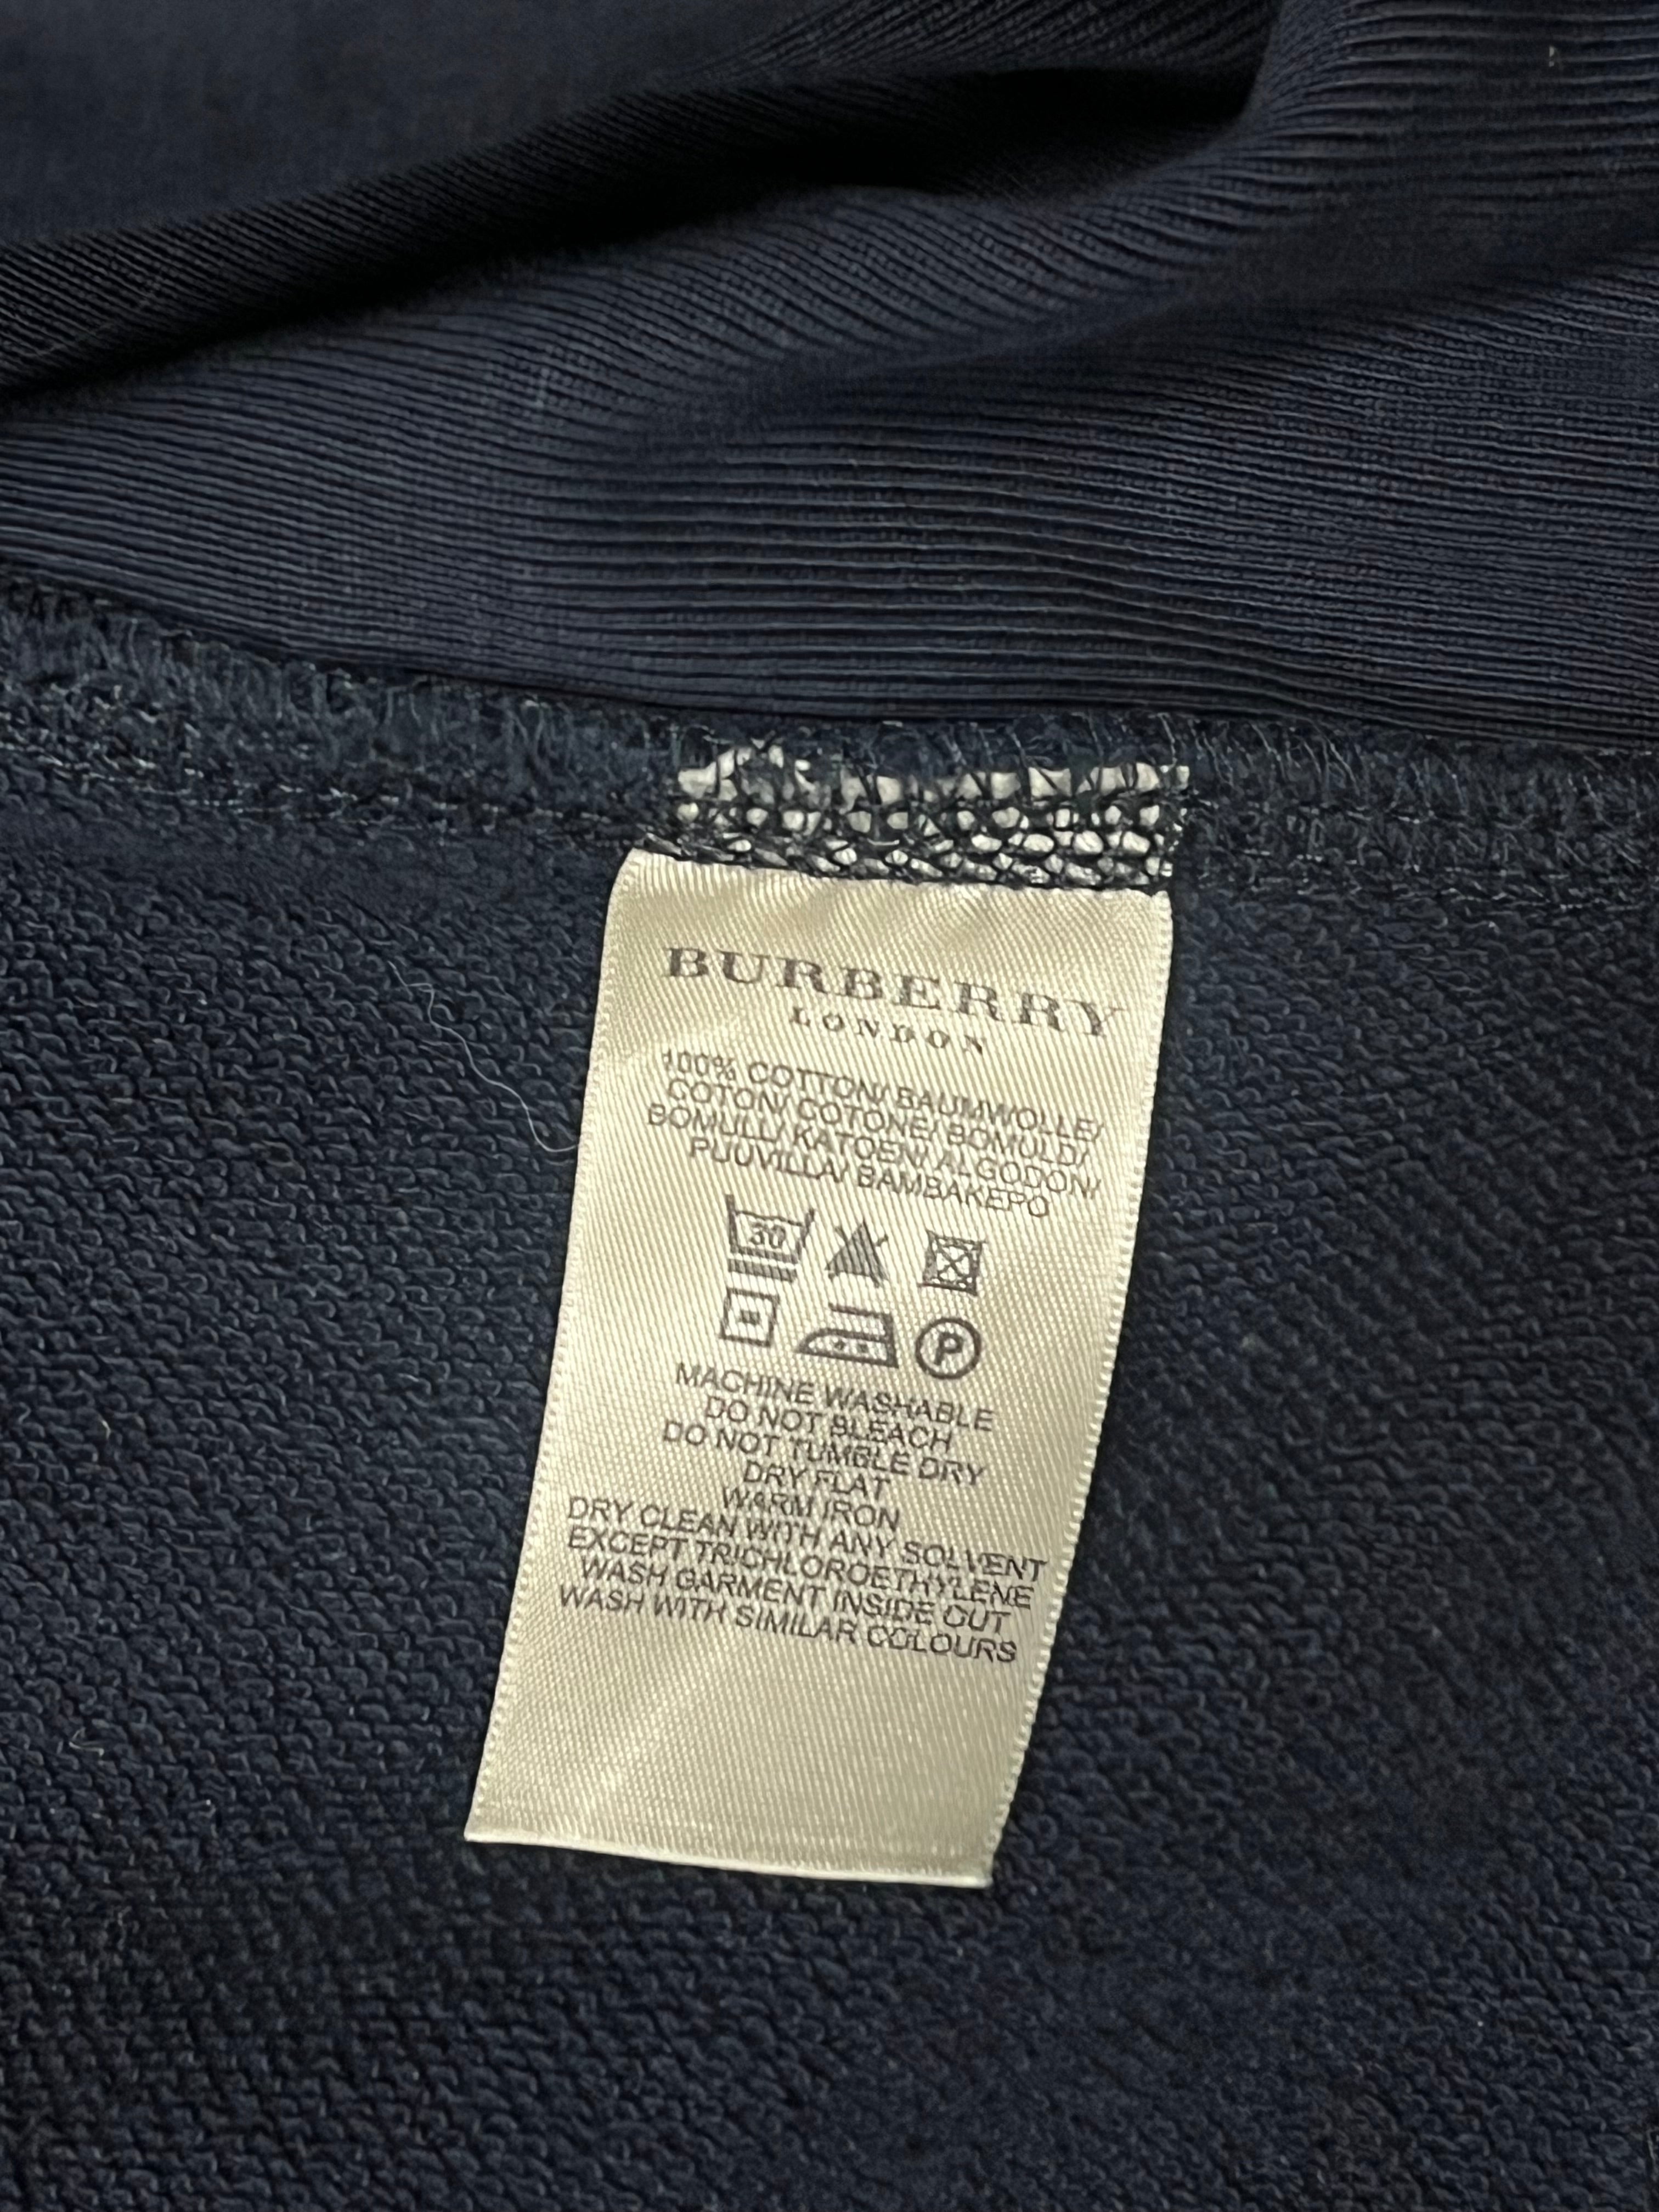 BURBERRY
LONDON
100% COTTON/ BAUMWOLLE/
COTON/ COTONE/ BOMULD/
BOMULL/ KATOEN/ ALGODON/
PUUVILLA/ BAMBAKEPO
30
P
MACHINE WASHABLE
DO NOT BLEACH
DO NOT TUMBLE DRY
DRY FLAT
WARM IRON
DRY CLEAN WITH ANY SOLVENT
EXCEPT TRICHLOROETHYLENE
WASH GARMENT INSIDE OUT
WASH WITH SIMILAR COLOURS